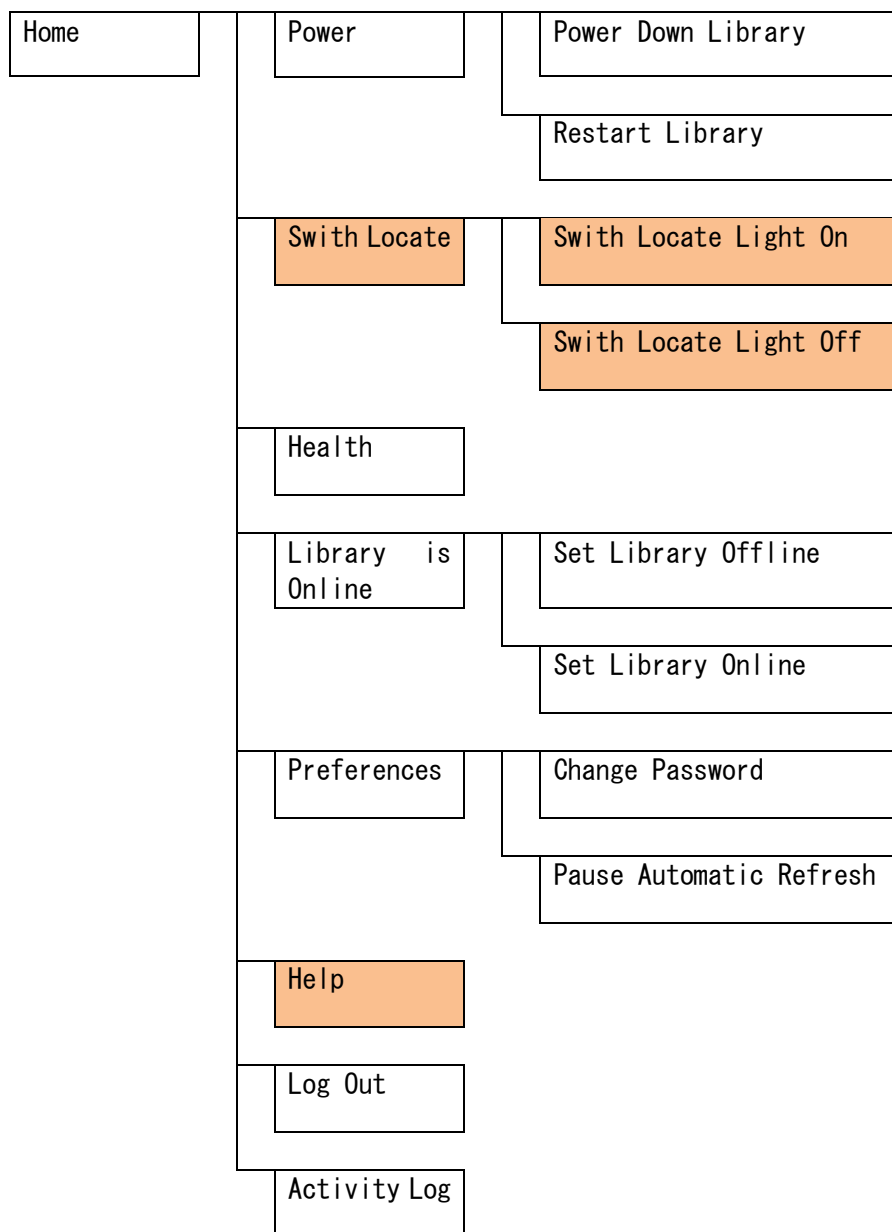 Home
Power
Power Down Library
Restart Library
Swith Locate
Swith Locate Light On
Swith Locate Light Off
Health
Library is
Online
Set Library Offline
Set Library Online
Preferences
Change Password
Pause Automatic Refresh
Help
Log Out
Activity Log